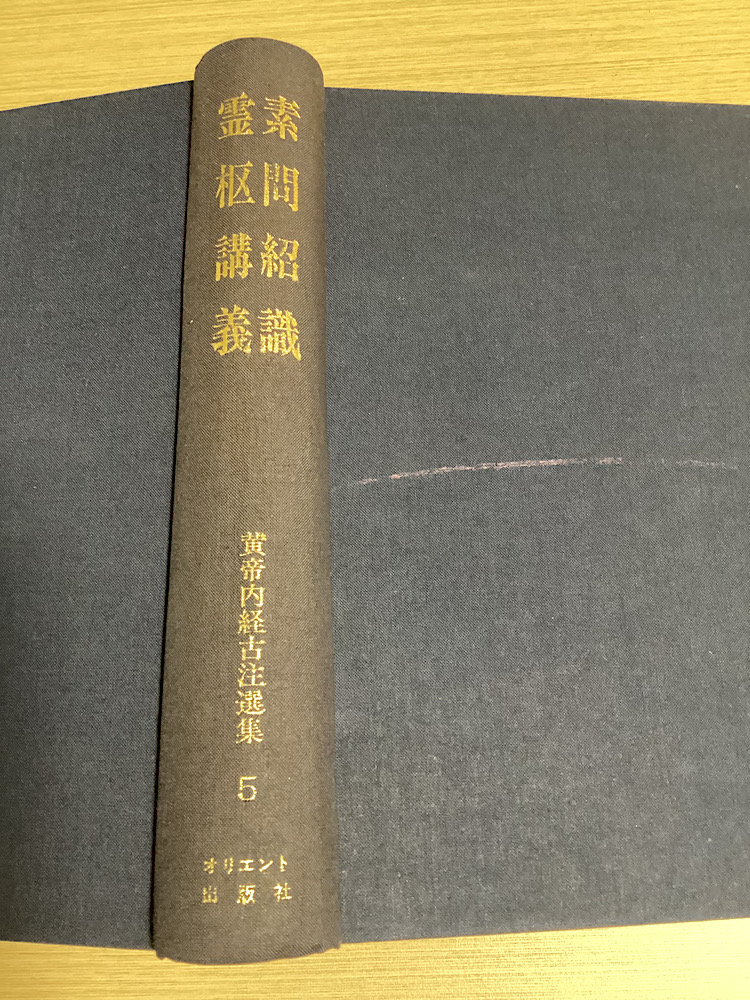 素問紹識
霊枢講義
黄帝内経古注選集
5
オリエント
出版社